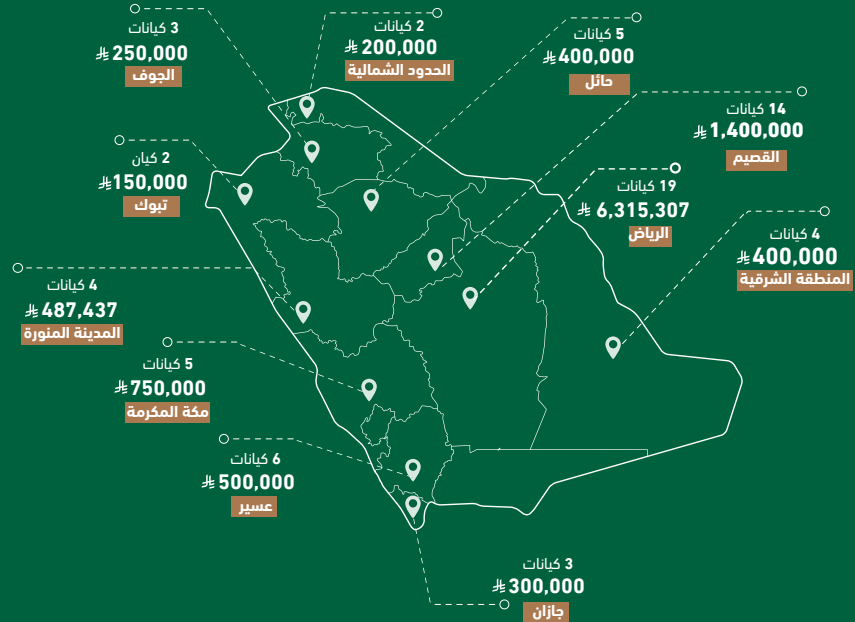 3 كيانات
250,000 ⃁
الجوف
2 كيانات
200,000 ⃁
الحدود الشمالية
5 كيانات
400,000 ⃁
حائل
14 كيانات
1,400,000 ⃁
القصيم
2 كيان
150,000 ⃁
تبوك
19 كيانات
6,315,307 ⃁
الرياض
4 كيانات
400,000 ⃁
المنطقة الشرقية
4 كيانات
487,437 ⃁
المدينة المنورة
5 كيانات
750,000 ⃁
مكة المكرمة
6 كيانات
500,000 ⃁
عسير
3 كيانات
300,000 ⃁
جازان